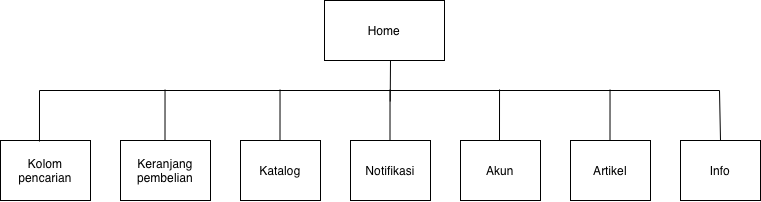 Home
Kolom
pencarian
Keranjang
pembelian
Katalog
Notifikasi
Akun
Artikel
Info